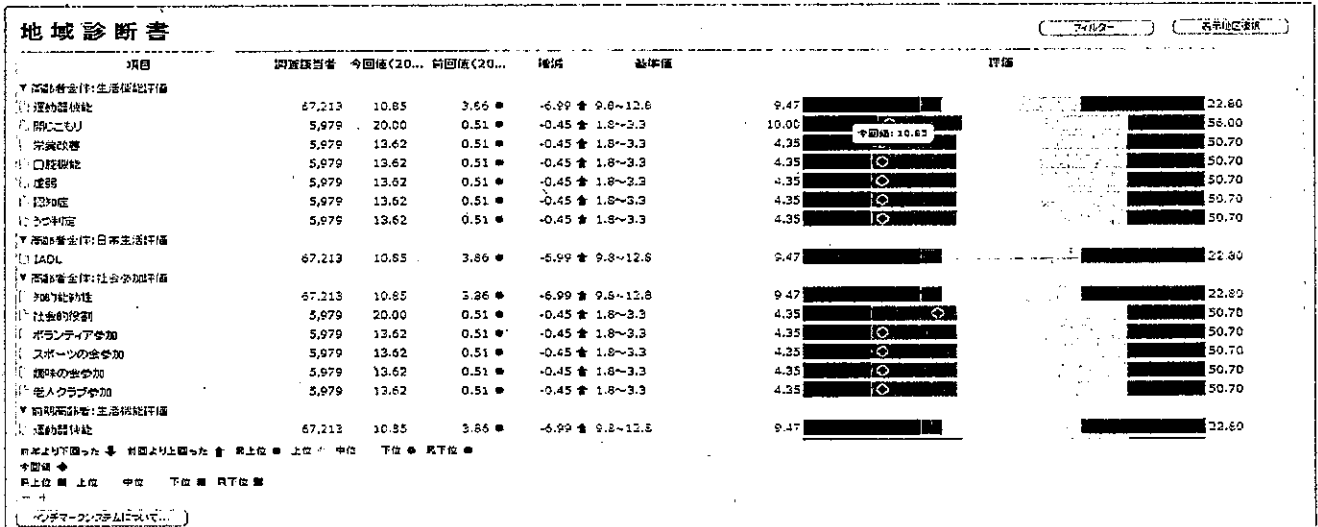 地域診断書
フィルター 表示地区選択
項目 調査該当者 今回値(20... 前回値(20... 増減 基準値 評価
▼高齢者全体:生活機能評価
運動器機能 67,213 10.85 3.86 ● -6.99 9.8~12.8 9.47 22.80
閉じこもり 5,979 20.00 0.51 ● -0.45 1.8~3.3 10.00 56.00
今回値: 10.85
栄養改善 5,979 13.62 0.51 ● -0.45 1.8~3.3 4.35 50.70
口腔機能 5,979 13.62 0.51 ● -0.45 1.8~3.3 4.35 50.70
虚弱 5,979 13.62 0.51 ● -0.45 1.8~3.3 4.35 50.70
認知症 5,979 13.62 0.51 ● -0.45 1.8~3.3 4.35 50.70
うつ判定 5,979 13.62 0.51 ● -0.45 1.8~3.3 4.35 50.70
▼高齢者全体:日常生活評価
IADL 67,213 10.85 3.86 ● -6.99 9.8~12.8 9.47 22.80
▼高齢者全体:社会参加評価
知的能動性 67,213 10.85 3.86 ● -6.99 9.8~12.8 9.47 22.80
社会的役割 5,979 20.00 0.51 ● -0.45 1.8~3.3 4.35 50.70
ボランティア参加 5,979 13.62 0.51 ● -0.45 1.8~3.3 4.35 50.70
スポーツの会参加 5,979 13.62 0.51 ● -0.45 1.8~3.3 4.35 50.70
趣味の会参加 5,979 13.62 0.51 ● -0.45 1.8~3.3 4.35 50.70
老人クラブ参加 5,979 13.62 0.51 ● -0.45 1.8~3.3 4.35 50.70
▼前期高齢者:生活機能評価
運動器機能 67,213 10.85 3.86 ● -6.99 9.8~12.8 9.47 22.80
前回より上回った 最上位 ● 上位 中位 下位 ● 最下位 ●
今回値 ◆
最上位 ■ 上位 中位 下位 ■ 最下位 ■
ベンチマークシステムについて...